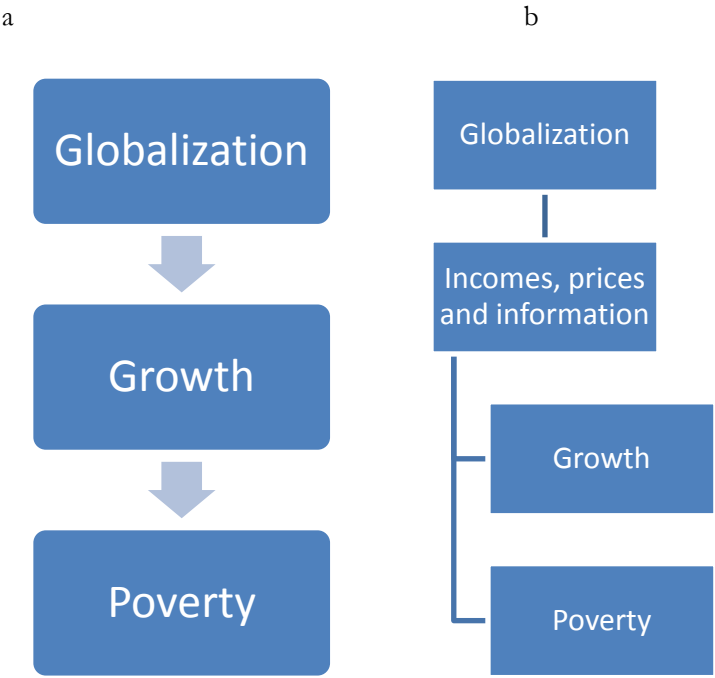 a
Globalization
Growth
Poverty
b
Globalization
Incomes, prices
and information
Growth
Poverty